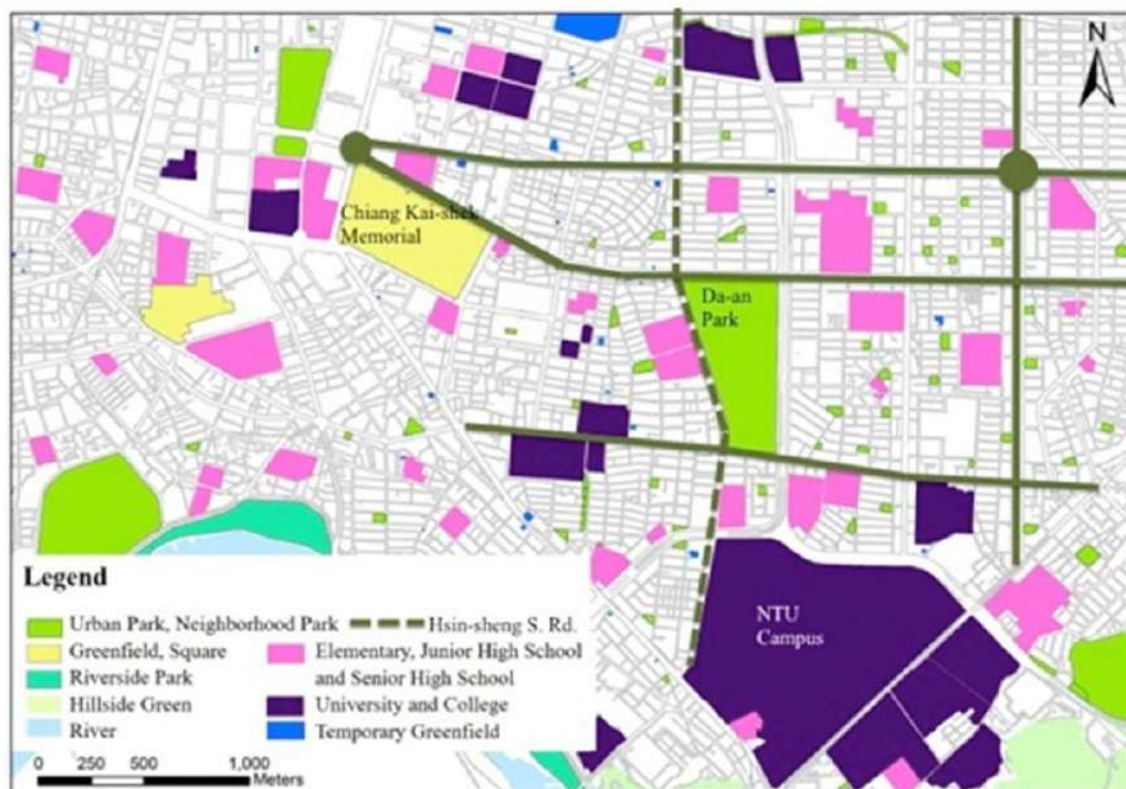 N
Chiang Kai-shek
Memorial
Da-an
Park
NTU
Campus
Legend
Urban Park, Neighborhood Park
Hsin-sheng S. Rd.
Greenfield, Square
Elementary, Junior High School
and Senior High School
Riverside Park
Hillside Green
University and College
River
Temporary Greenfield
0 250 500 1,000
Meters